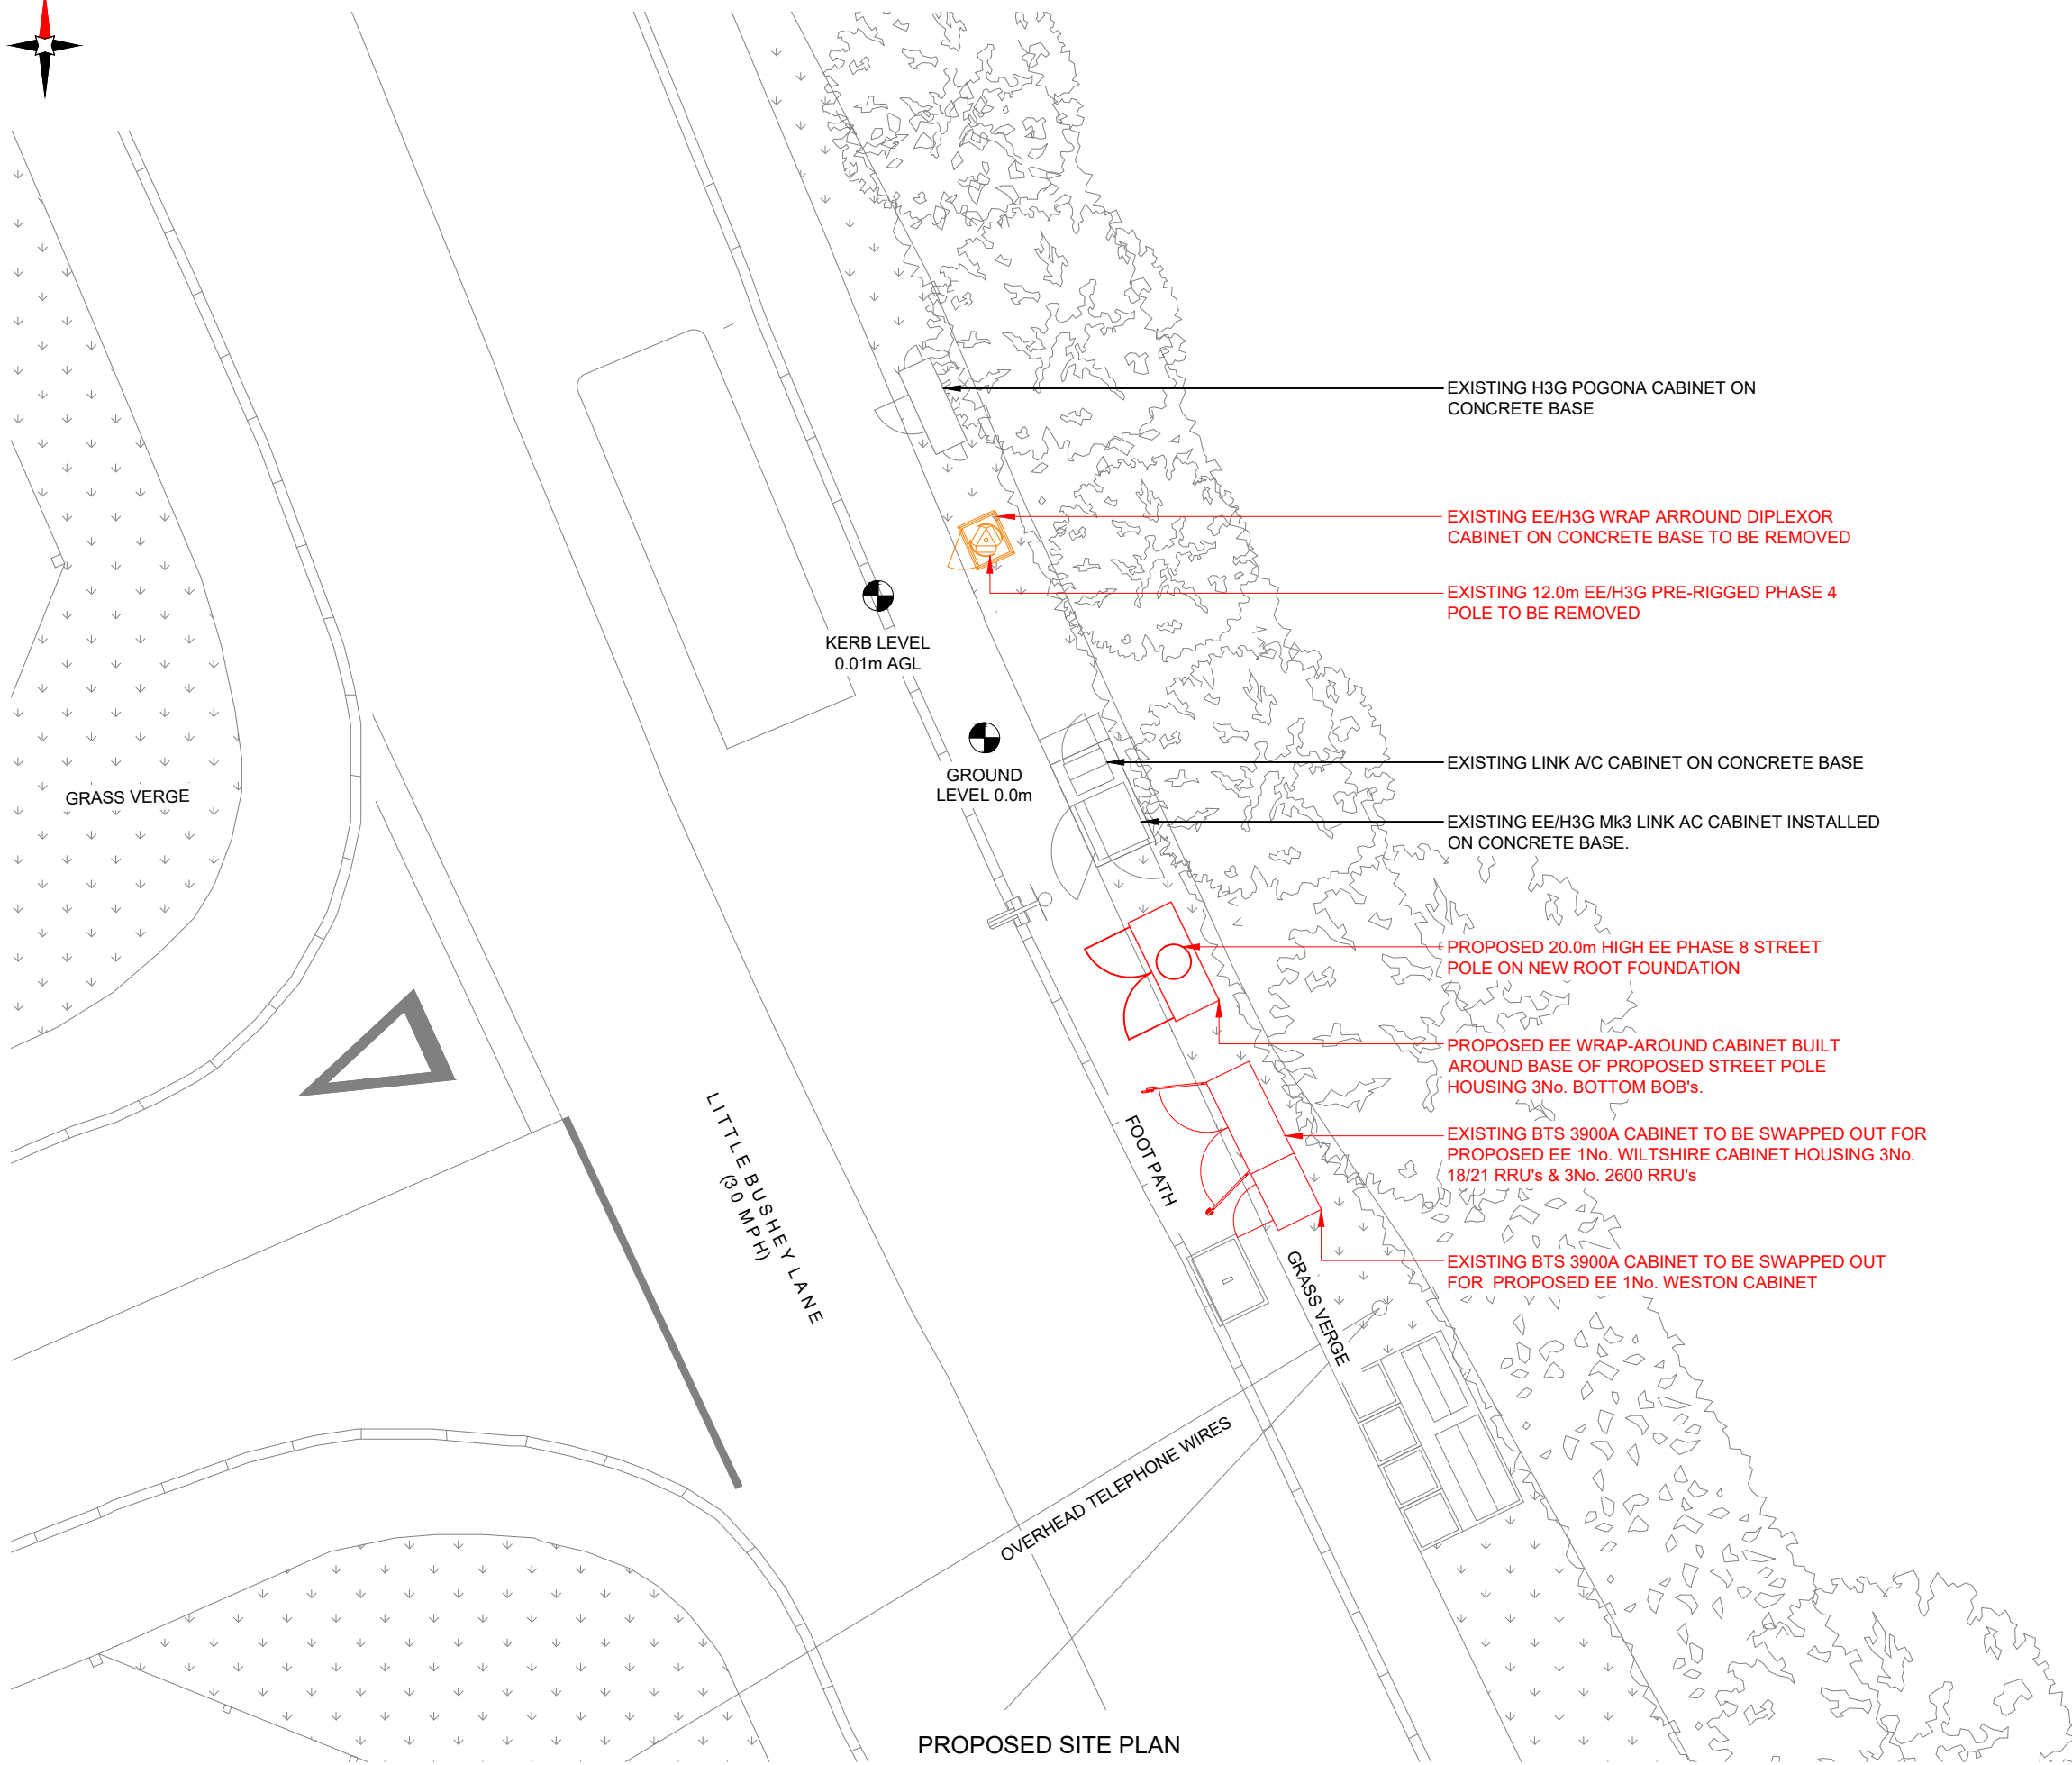 EXISTING H3G POGONA CABINET ON
CONCRETE BASE
EXISTING EE/H3G WRAP ARROUND DIPLEXOR
CABINET ON CONCRETE BASE TO BE REMOVED
EXISTING 12.0m EE/H3G PRE-RIGGED PHASE 4
POLE TO BE REMOVED
KERB LEVEL
0.01m AGL
GROUND
LEVEL 0.0m
GRASS VERGE
EXISTING LINK A/C CABINET ON CONCRETE BASE
EXISTING EE/H3G Mk3 LINK AC CABINET INSTALLED
ON CONCRETE BASE.
PROPOSED 20.0m HIGH EE PHASE 8 STREET
POLE ON NEW ROOT FOUNDATION
PROPOSED EE WRAP-AROUND CABINET BUILT
AROUND BASE OF PROPOSED STREET POLE
HOUSING 3No. BOTTOM BOB's.
EXISTING BTS 3900A CABINET TO BE SWAPPED OUT FOR
PROPOSED EE 1No. WILTSHIRE CABINET HOUSING 3No.
18/21 RRU's & 3No. 2600 RRU's
EXISTING BTS 3900A CABINET TO BE SWAPPED OUT
FOR PROPOSED EE 1No. WESTON CABINET
LITTLE BUSHEY LANE
(30 MPH)
FOOTPATH
GRASS VERGE
OVERHEAD TELEPHONE WIRES
PROPOSED SITE PLAN